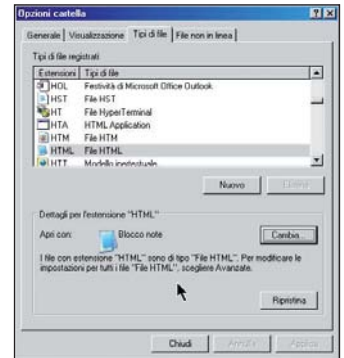 Opzioni cartella
Generale Visualizzazione Tipi di file File non in linea
Tipi di file registrati
Estensioni Tipi di file
HOL Festività di Microsoft Office Outlook
HST File HST
HT File HyperTerminal
HTA HTML Application
HTM File HTM
HTML File HTML
HTT Modello ipertestuale
Nuovo Elimina
Dettagli per l'estensione "HTML"
Apri con: Blocco note Cambia...
I file con estensione "HTML" sono di tipo "File HTML". Per modificare le
impostazioni per tutti i file "File HTML", scegliere Avanzate.
Ripristina
Chiudi Annulla Applica